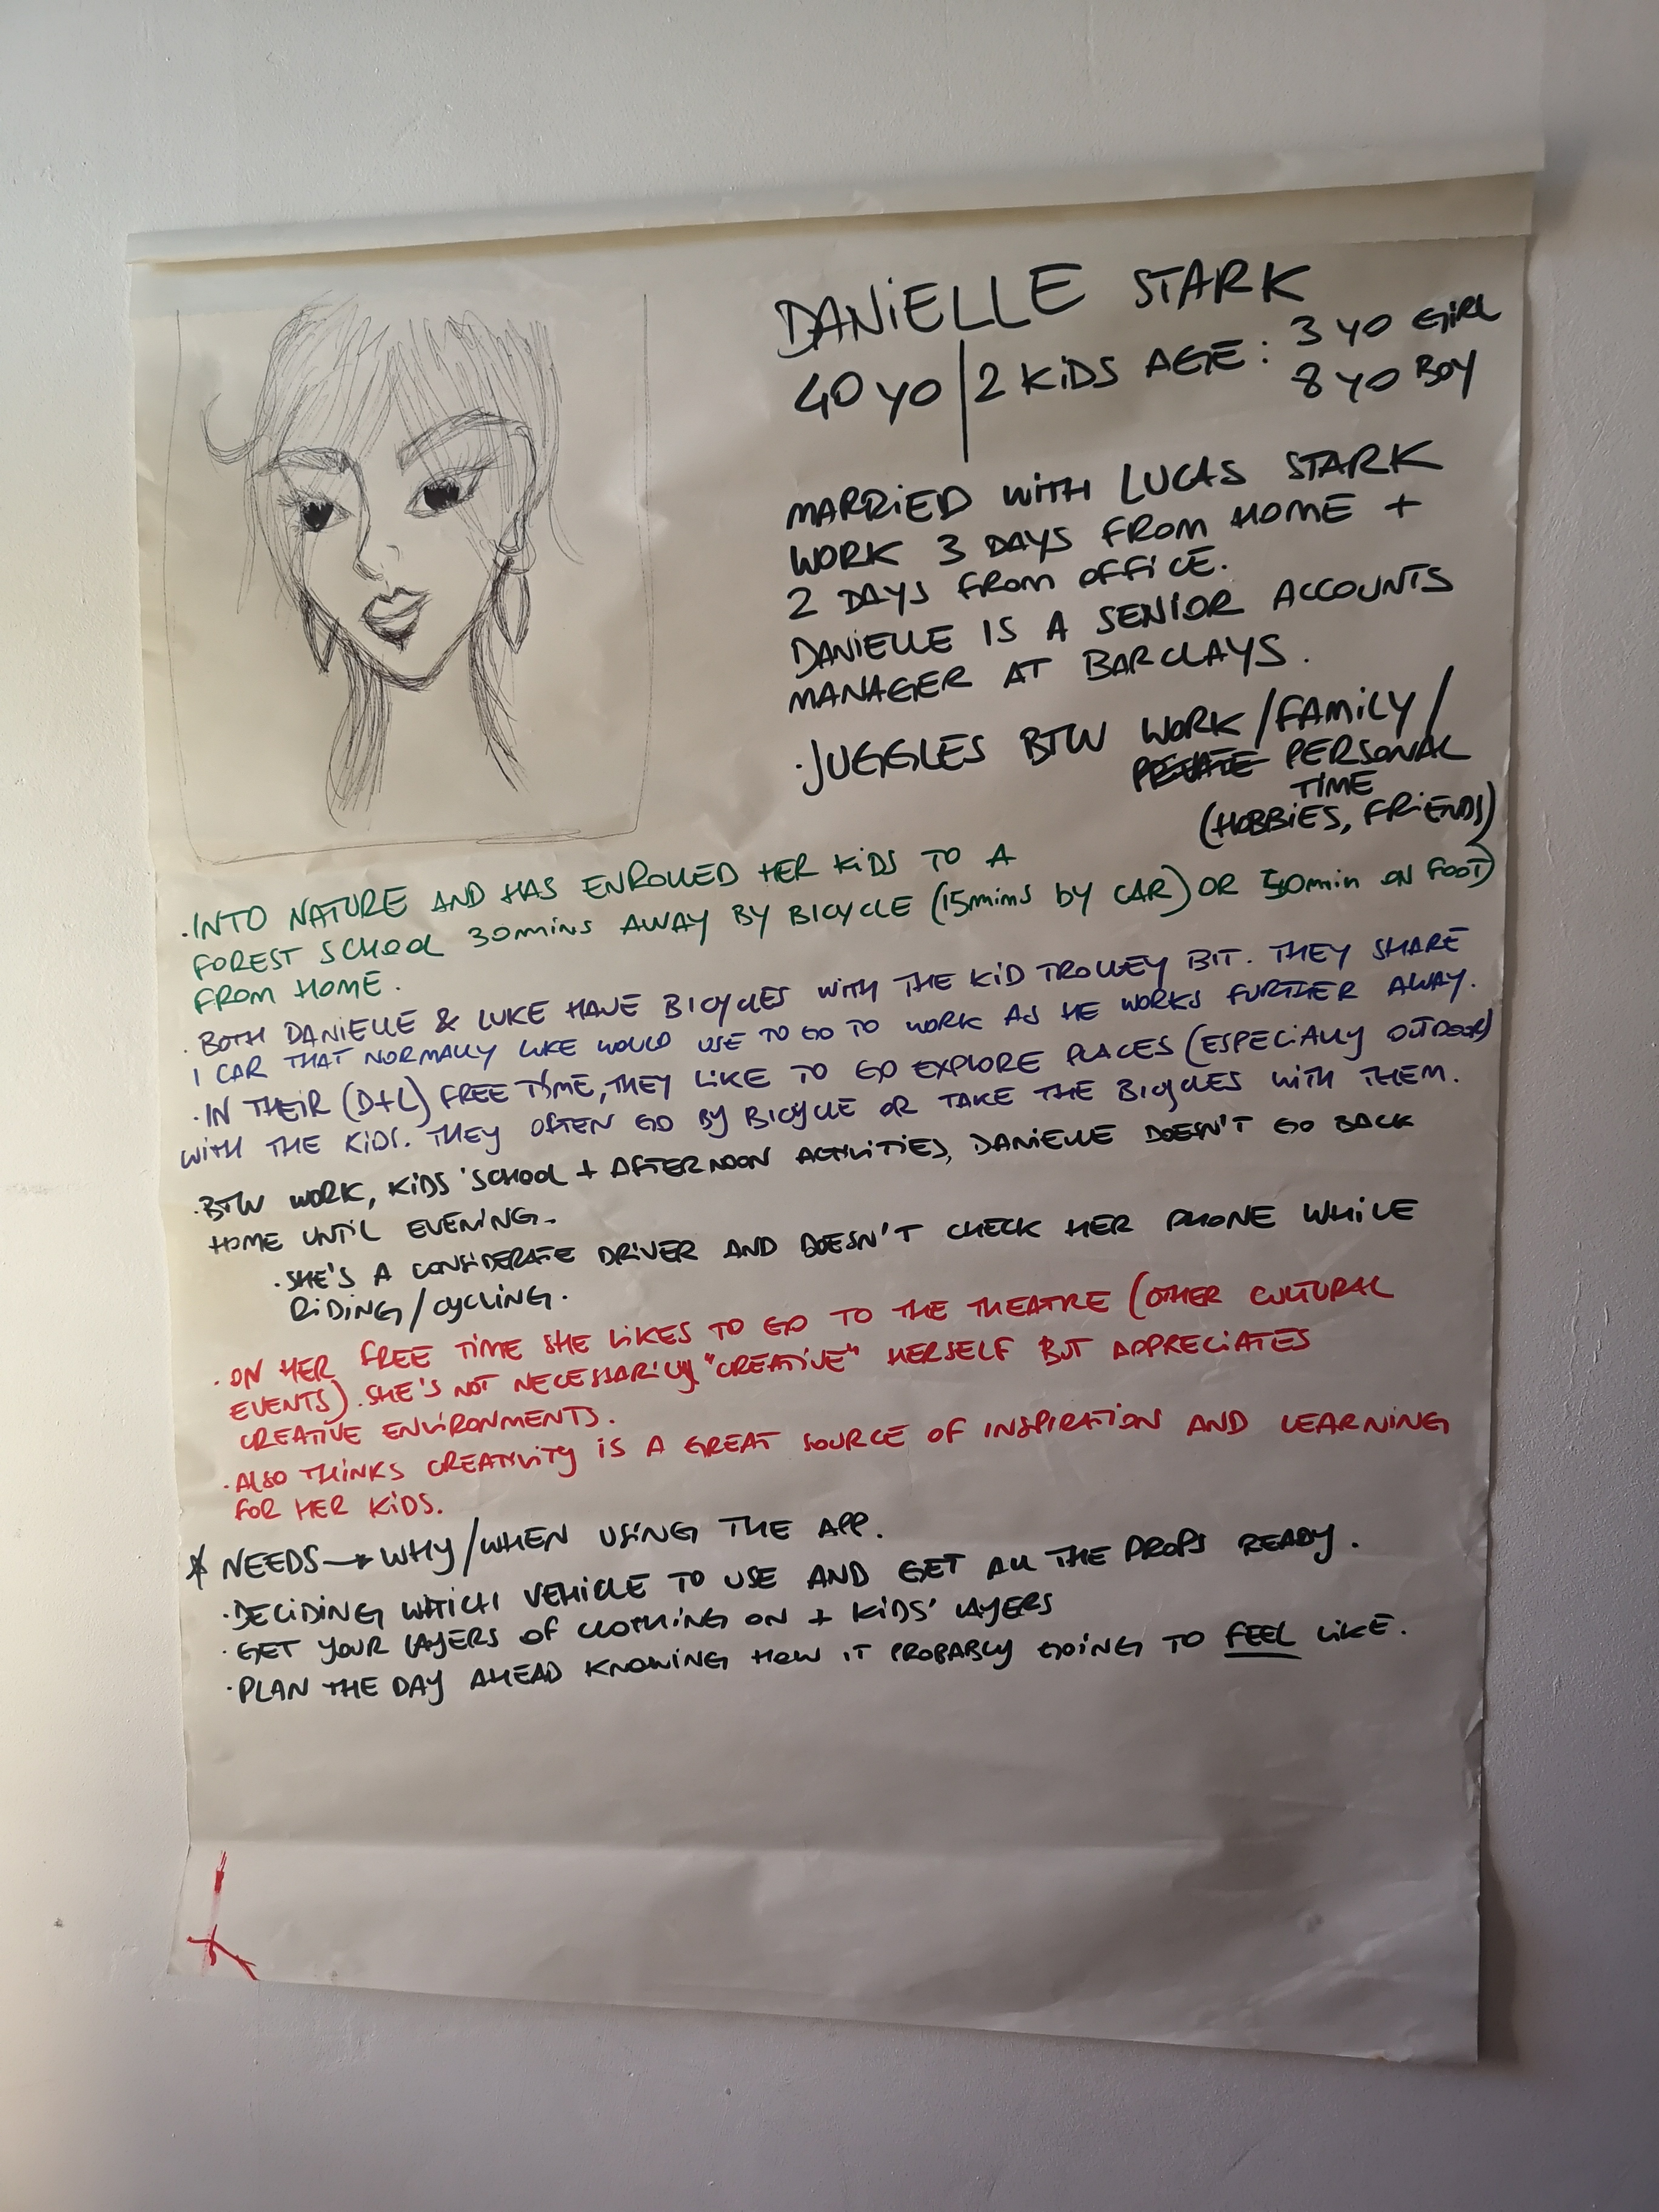 DANiELLE STARK
40 YO | 2 KiDS AGE: 3 YO GiRL
8 YO BOY
MARRiED WiTH LUCAS STARK
WORK 3 DAYS FROM HOME +
2 DAYS FROM OFFiCE.
DANiELLE IS A SENIOR ACCOUNTS
MANAGER AT BARCLAYS.
·JUGGLES BTW WORK/FAMiLY/
PERSONAL
TIME
(HOBBiES, FRiENDS)
·INTO NATURE AND HAS ENROLLED HER KiDS TO A
FOREST SCHOOL 30mins AWAY BY BICYCLE (15mins by CAR) OR 50min ON FOOT)
FROM HOME.
·BOTH DANiELLE & LUKE HAVE BICYCLES WITH THE KiD TROLLEY BIT. THEY SHARE
1 CAR THAT NORMALLY LUKE WOULD USE TO GO TO WORK AS HE WORKS FURTHER AWAY.
·IN THEiR (D+L) FREE TIME, THEY LiKE TO GO EXPLORE PLACES (ESPECiALLY OUTDOOR)
WiTH THE KiDS. THEY OFTEN GO BY BICYCLE OR TAKE THE BICYCLES WiTH THEM.
·BTW WORK, KiDS' SCHOOL + AFTERNOON ACTiViTiES, DANiELLE DOESN'T GO BACK
HOME UNTiL EVENiNG.
·SHE'S A CONSiDERATE DRiVER AND DOESN'T CHECK HER PHONE WHiLE
RiDiNG/CYCLiNG.
·ON HER FREE TIME SHE LiKES TO GO TO THE THEATRE (OTHER CULTURAL
EVENTS). SHE'S NOT NECESSARiLY "CREATiVE" HERSELF BUT APPRECiATES
CREATiVE ENViRONMENTS.
·ALSO THiNKS CREATiViTY IS A GREAT SOURCE OF INSPiRATiON AND LEARNiNG
FOR HER KiDS.
* NEEDS → WHY/WHEN USiNG THE APP.
·DECiDiNG WHICH VEHiCLE TO USE AND GET ALL THE PROPS READY.
·GET YOUR LAYERS OF CLOTHiNG ON + KiDS' LAYERS
·PLAN THE DAY AHEAD KNOWiNG HOW IT PROBABLY GOiNG TO FEEL LiKE.